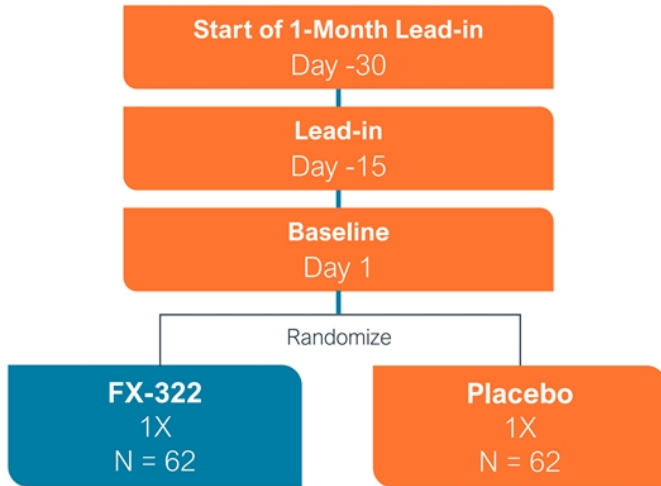 Start of 1-Month Lead-in
Day -30
Lead-in
Day -15
Baseline
Day 1
Randomize
FX-322
1X
N = 62
Placebo
1X
N = 62